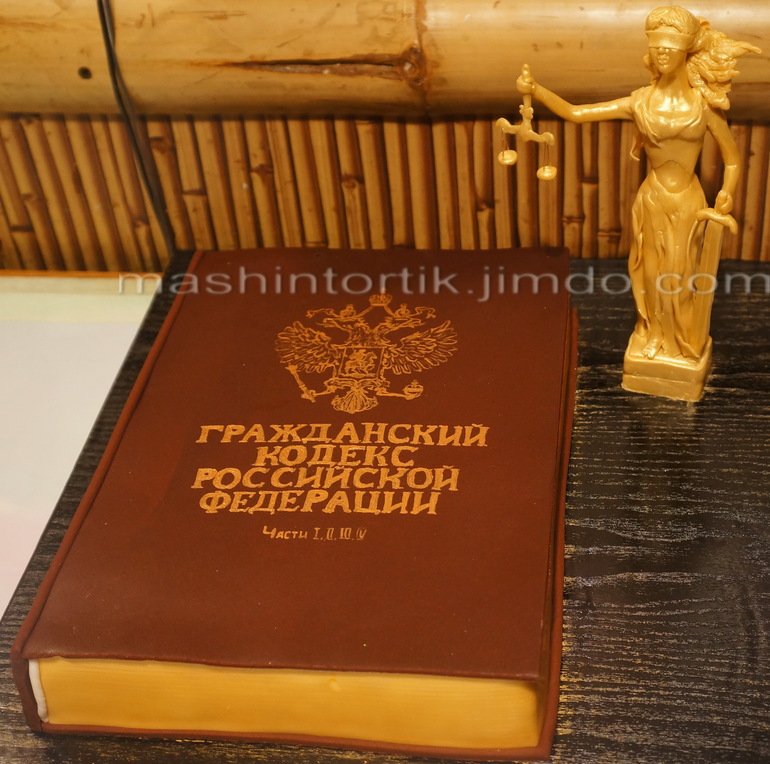 mashintortik.jimdo.com
ГРАЖДАНСКИЙ
КОДЕКС
РОССИЙСКОЙ
ФЕДЕРАЦИИ
Части I, II, III, IV